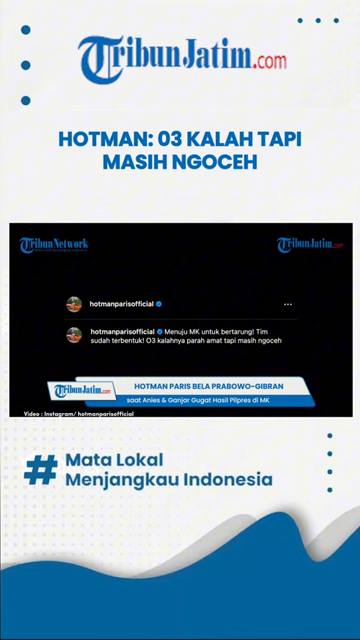 TribunJatim.com
HOTMAN: 03 KALAH TAPI
MASIH NGOCEH
TribunNetwork
TribunJatim.com
hotmanparisofficial
hotmanparisofficial Menuju MK untuk bertarung! Tim
sudah terbentuk! O3 kalahnya parah amat tapi masih ngoceh
TribunJatim.com
HOTMAN PARIS BELA PRABOWO-GIBRAN
saat Anies & Ganjar Gugat Hasil Pilpres di MK
Video : Instagram/ hotmanparisofficial
# Mata Lokal
Menjangkau Indonesia